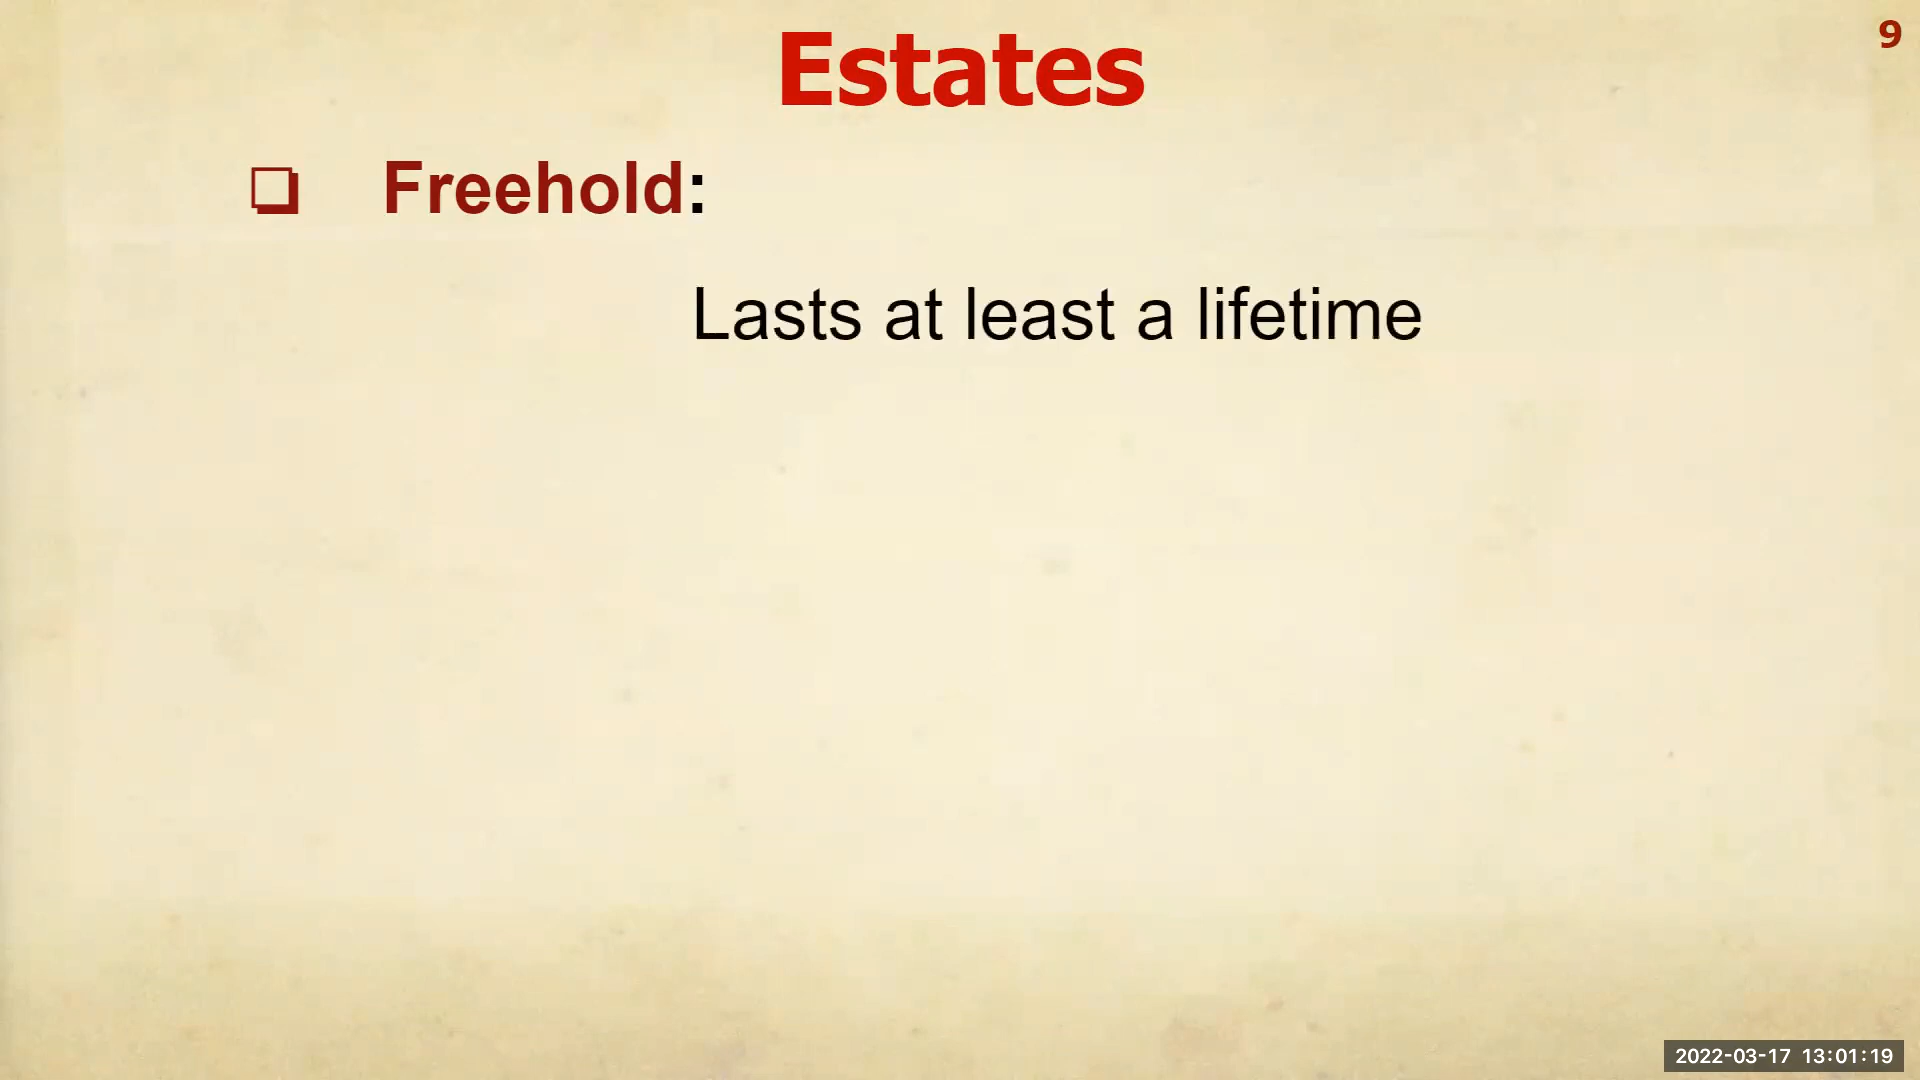 Estates
9
❑ Freehold:
Lasts at least a lifetime
2022-03-17 13:01:19